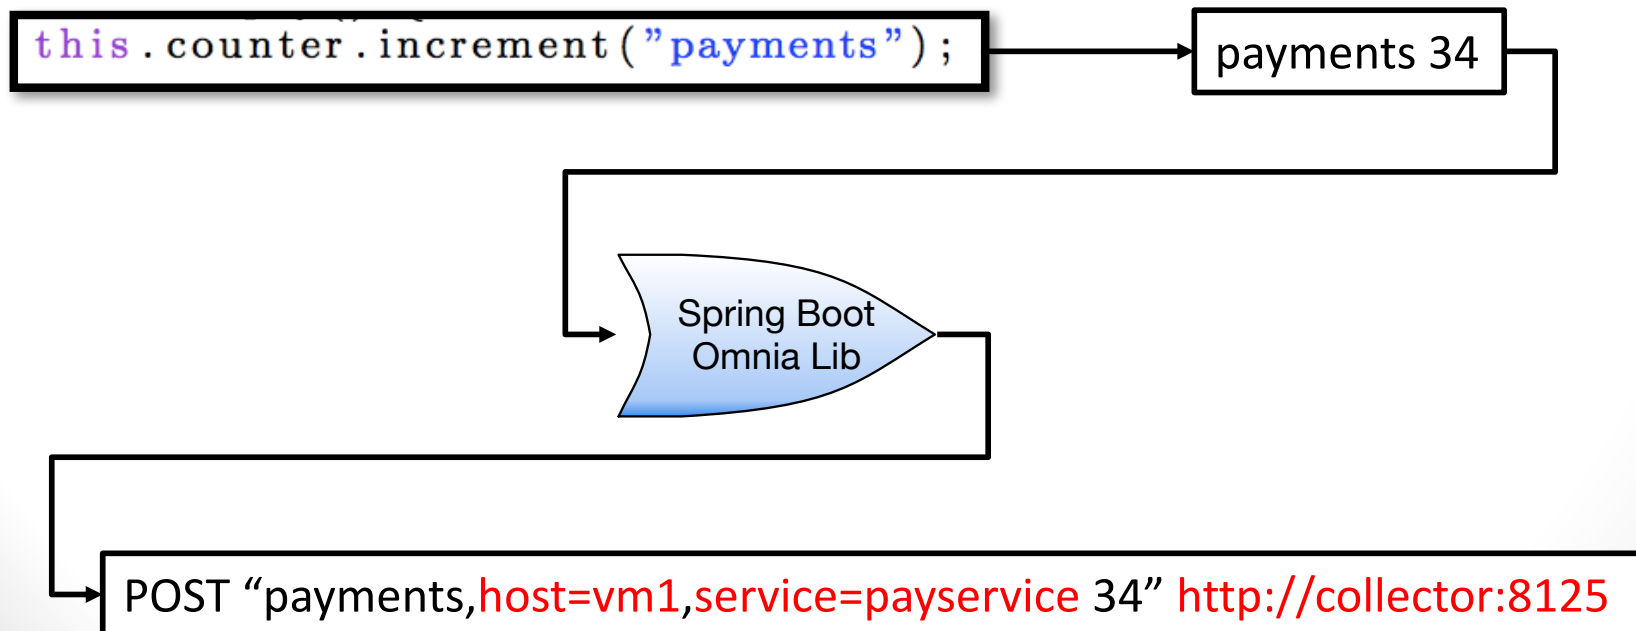 this.counter.increment(”payments”);
payments 34
Spring Boot
Omnia Lib
POST “payments,host=vm1,service=payservice 34” http://collector:8125